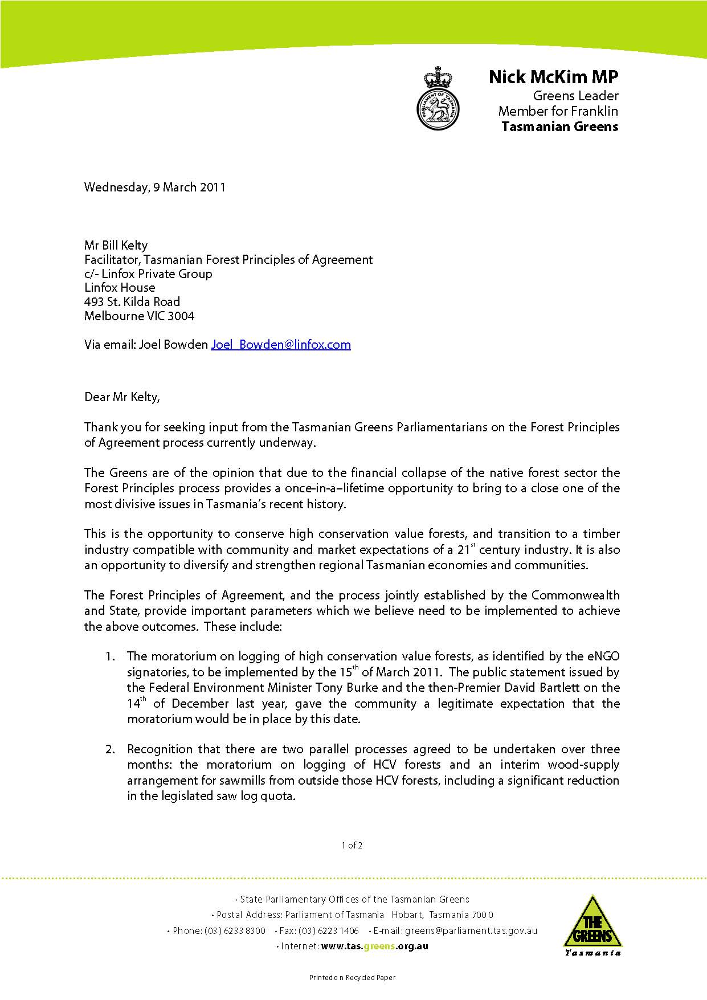 Nick McKim MP
PARLIAMENT OF TASMANIA
Greens Leader
Member for Franklin
Tasmanian Greens
Wednesday, 9 March 2011
Mr Bill Kelty
Facilitator, Tasmanian Forest Principles of Agreement
c/- Linfox Private Group
Linfox House
493 St. Kilda Road
Melbourne VIC 3004
Via email: Joel Bowden Joel_Bowden@linfox.com
Dear Mr Kelty,
Thank you for seeking input from the Tasmanian Greens Parliamentarians on the Forest Principles
of Agreement process currently underway.
The Greens are of the opinion that due to the financial collapse of the native forest sector the
Forest Principles process provides a once-in-a–lifetime opportunity to bring to a close one of the
most divisive issues in Tasmania's recent history.
This is the opportunity to conserve high conservation value forests, and transition to a timber
industry compatible with community and market expectations of a 21st century industry. It is also
an opportunity to diversify and strengthen regional Tasmanian economies and communities.
The Forest Principles of Agreement, and the process jointly established by the Commonwealth
and State, provide important parameters which we believe need to be implemented to achieve
the above outcomes. These include:
1. The moratorium on logging of high conservation value forests, as identified by the eNGO
signatories, to be implemented by the 15th of March 2011. The public statement issued by
the Federal Environment Minister Tony Burke and the then-Premier David Bartlett on the
14th of December last year, gave the community a legitimate expectation that the
moratorium would be in place by this date.
2. Recognition that there are two parallel processes agreed to be undertaken over three
months: the moratorium on logging of HCV forests and an interim wood-supply
arrangement for sawmills from outside those HCV forests, including a significant reduction
in the legislated saw log quota.
1 of 2
• State Parliamentary Offices of the Tasmanian Greens
• Postal Address: Parliament of Tasmania Hobart, Tasmania 7000
• Phone: (03) 6233 8300 • Fax: (03) 6223 1406 • E-mail: greens@parliament.tas.gov.au
• Internet: www.tas.greens.org.au
THE
GREENS
Tasmania
Printed on Recycled Paper